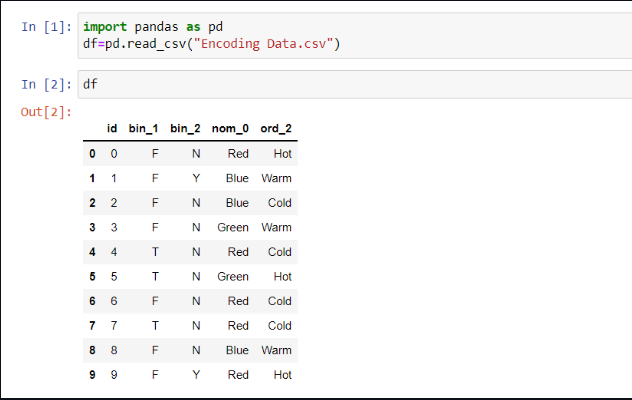 In [1]: import pandas as pd
df=pd.read_csv("Encoding Data.csv")
In [2]: df
Out[2]:
id bin_1 bin_2 nom_0 ord_2
0 0 F N Red Hot
1 1 F Y Blue Warm
2 2 F N Blue Cold
3 3 F N Green Warm
4 4 T N Red Cold
5 5 T N Green Hot
6 6 F N Red Cold
7 7 T N Red Cold
8 8 F N Blue Warm
9 9 F Y Red Hot